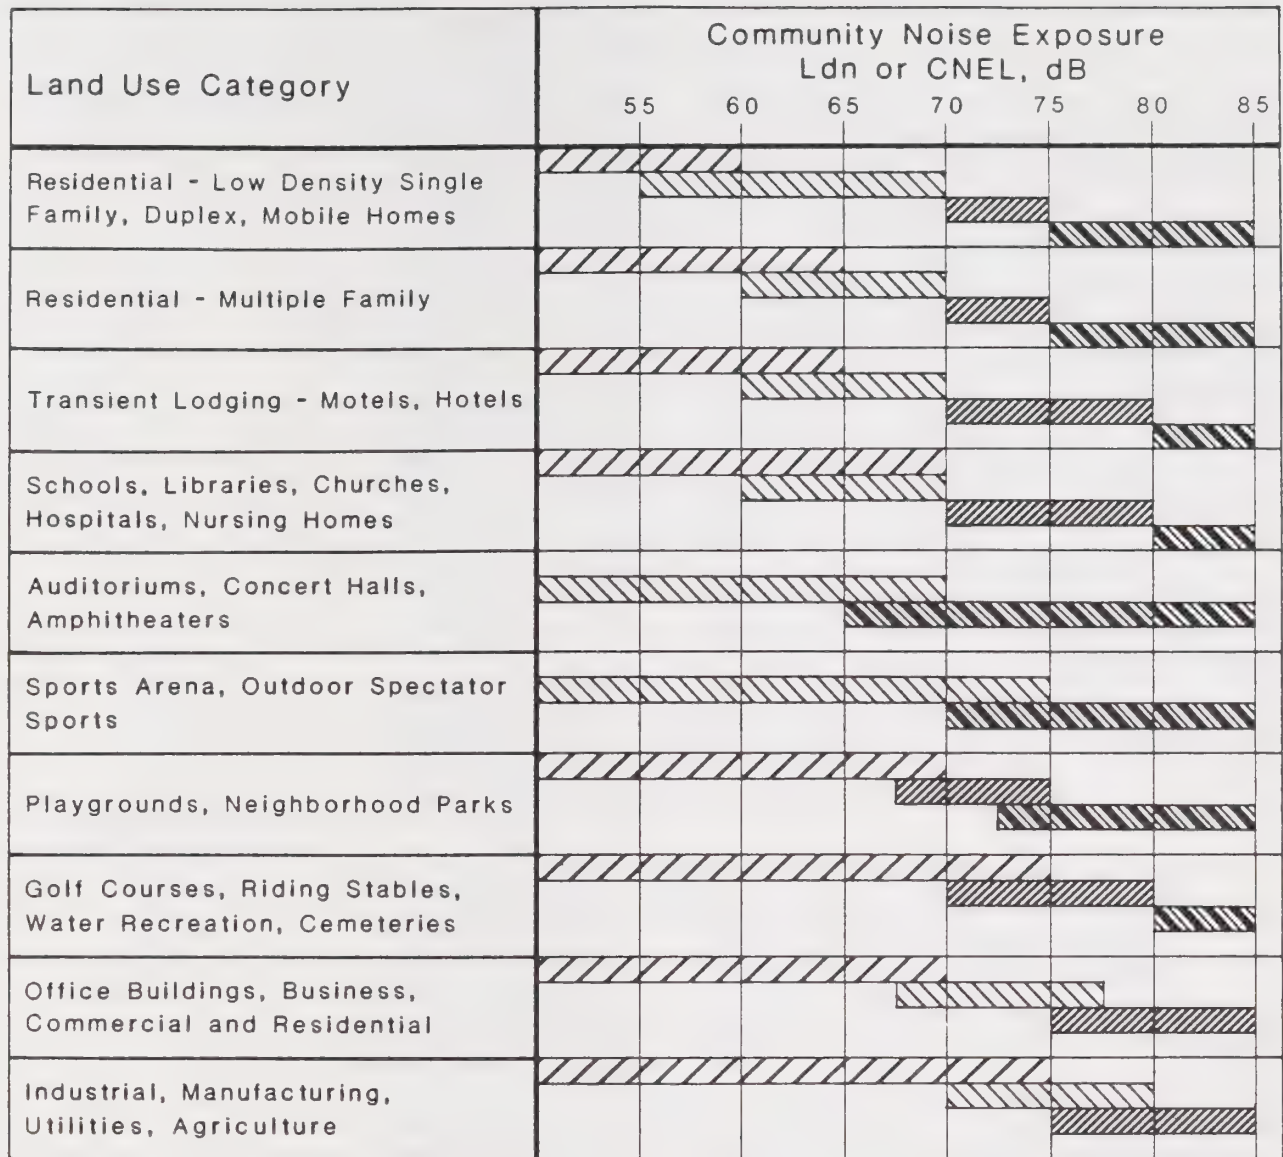 Community Noise Exposure
Ldn or CNEL, dB
Land Use Category
55 60 65 70 75 80 85
Residential - Low Density Single
Family, Duplex, Mobile Homes
Residential - Multiple Family
Transient Lodging - Motels, Hotels
Schools, Libraries, Churches,
Hospitals, Nursing Homes
Auditoriums, Concert Halls,
Amphitheaters
Sports Arena, Outdoor Spectator
Sports
Playgrounds, Neighborhood Parks
Golf Courses, Riding Stables,
Water Recreation, Cemeteries
Office Buildings, Business,
Commercial and Residential
Industrial, Manufacturing,
Utilities, Agriculture